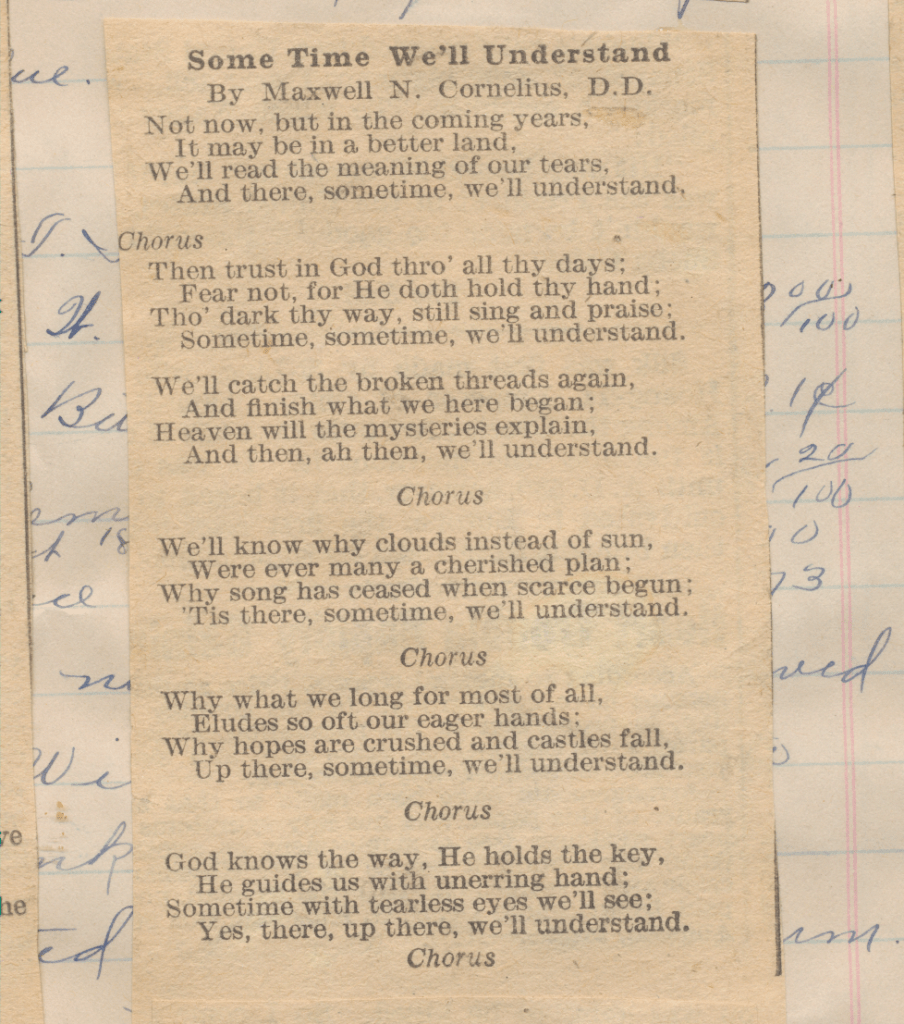 Some Time We'll Understand
By Maxwell N. Cornelius, D.D.
Not now, but in the coming years,
It may be in a better land,
We'll read the meaning of our tears,
And there, sometime, we'll understand,
Chorus
Then trust in God thro' all thy days;
Fear not, for He doth hold thy hand;
Tho' dark thy way, still sing and praise;
Sometime, sometime, we'll understand.
We'll catch the broken threads again,
And finish what we here began;
Heaven will the mysteries explain,
And then, ah then, we'll understand.
Chorus
We'll know why clouds instead of sun,
Were ever many a cherished plan;
Why song has ceased when scarce begun;
'Tis there, sometime, we'll understand.
Chorus
Why what we long for most of all,
Eludes so oft our eager hands;
Why hopes are crushed and castles fall,
Up there, sometime, we'll understand.
Chorus
God knows the way, He holds the key,
He guides us with unerring hand;
Sometime with tearless eyes we'll see;
Yes, there, up there, we'll understand.
Chorus